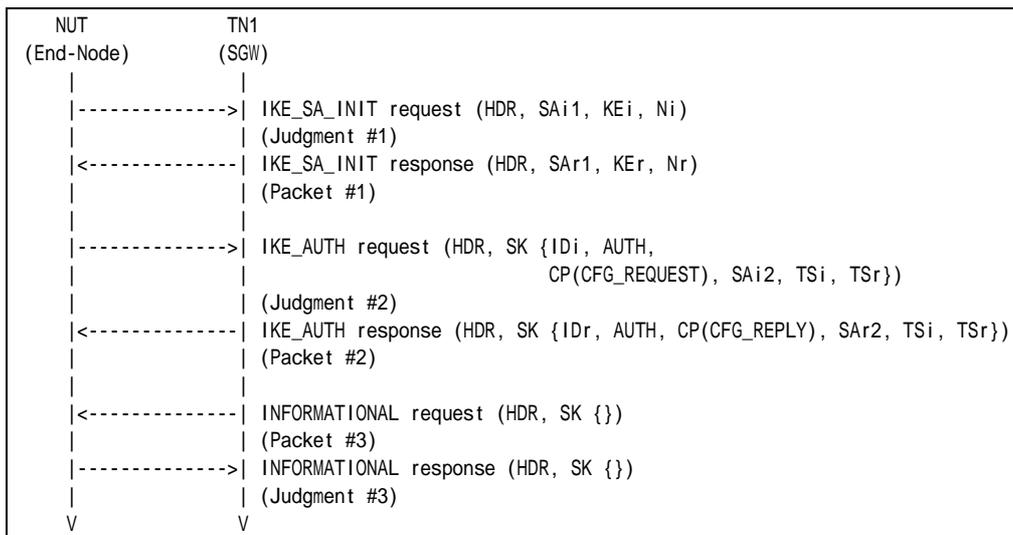 NUT TN1
(End-Node) (SGW)
| |
|-------------->| IKE_SA_INIT request (HDR, SAi1, KEi, Ni)
| | (Judgment #1)
|<--------------| IKE_SA_INIT response (HDR, SAr1, KEr, Nr)
| | (Packet #1)
| |
|-------------->| IKE_AUTH request (HDR, SK {IDi, AUTH,
| | CP(CFG_REQUEST), SAi2, TSi, TSr})
| | (Judgment #2)
|<--------------| IKE_AUTH response (HDR, SK {IDr, AUTH, CP(CFG_REPLY), SAr2, TSi, TSr})
| | (Packet #2)
| |
|<--------------| INFORMATIONAL request (HDR, SK {})
| | (Packet #3)
|-------------->| INFORMATIONAL response (HDR, SK {})
| | (Judgment #3)
V V